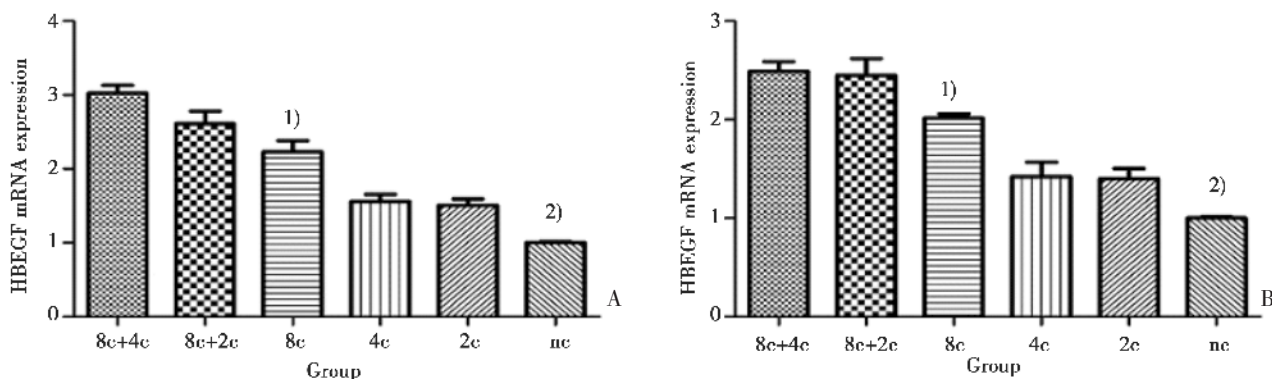 4
3
2
1
0
HBEGF mRNA expression
1)
2)
8c+4c
8c+2c
8c
4c
2c
nc
Group
A
3
2
1
0
HBEGF mRNA expression
1)
2)
8c+4c
8c+2c
8c
4c
2c
nc
Group
B